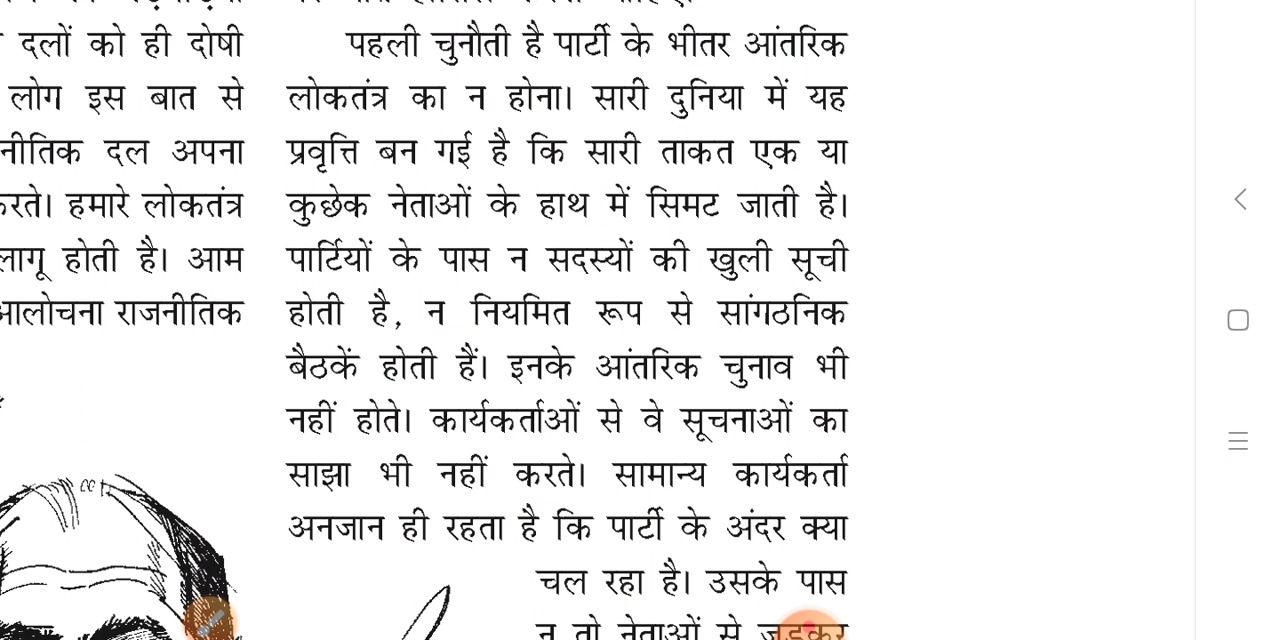 दलों को ही दोषी
लोग इस बात से
दल अपना
हमारे लोकतंत्र
लागू होती है। आम
आलोचना राजनीतिक
पहली चुनौती है पार्टी के भीतर आंतरिक
लोकतंत्र का न होना। सारी दुनिया में यह
प्रवृत्ति बन गई है कि सारी ताकत एक या
कुछेक नेताओं के हाथ में सिमट जाती है।
पार्टियों के पास न सदस्यों की खुली सूची
होती है, न नियमित रूप से सांगठनिक
बैठकें होती हैं। इनके आंतरिक चुनाव भी
नहीं होते। कार्यकर्ताओं से वे सूचनाओं का
साझा भी नहीं करते। सामान्य कार्यकर्ता
अनजान ही रहता है कि पार्टी के अंदर क्या
चल रहा है। उसके पास
न तो नेताओं से जुड़कर